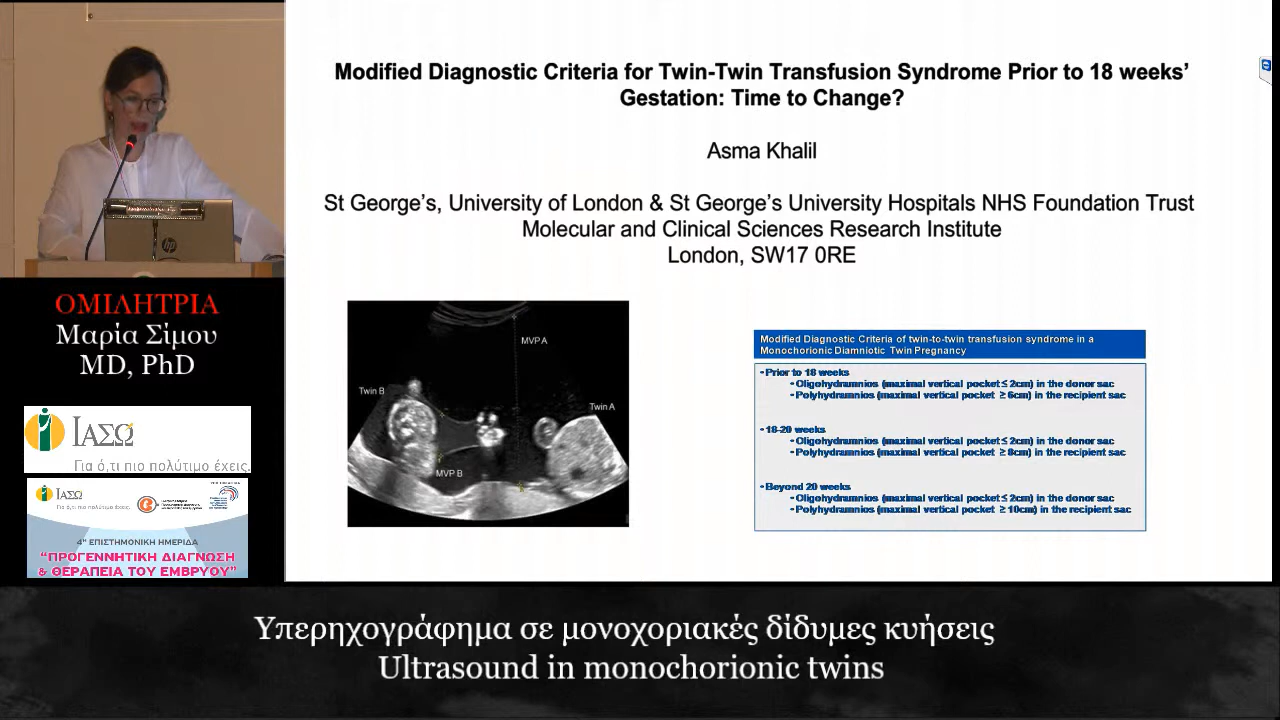 Modified Diagnostic Criteria for Twin-Twin Transfusion Syndrome Prior to 18 weeks’
Gestation: Time to Change?
Asma Khalil
St George’s, University of London & St George’s University Hospitals NHS Foundation Trust
Molecular and Clinical Sciences Research Institute
London, SW17 0RE
MVP A
Twin B
Twin A
MVP B
Modified Diagnostic Criteria of twin-to-twin transfusion syndrome in a
Monochorionic Diamniotic Twin Pregnancy
•Prior to 18 weeks
•Oligohydramnios (maximal vertical pocket ≤ 2cm) in the donor sac
•Polyhydramnios (maximal vertical pocket ≥ 6cm) in the recipient sac
•18-20 weeks
•Oligohydramnios (maximal vertical pocket ≤ 2cm) in the donor sac
•Polyhydramnios (maximal vertical pocket ≥ 8cm) in the recipient sac
•Beyond 20 weeks
•Oligohydramnios (maximal vertical pocket ≤ 2cm) in the donor sac
•Polyhydramnios (maximal vertical pocket ≥ 10cm) in the recipient sac
hp
ΟΜΙΛΗΤΡΙΑ
Μαρία Σίμου
MD, PhD
ΙΑΣΩ
Για ό,τι πιο πολύτιμο έχεις.
ΙΑΣΩ
Για ό,τι πιο πολύτιμο έχεις.
4η ΕΠΙΣΤΗΜΟΝΙΚΗ ΗΜΕΡΙΔΑ
“ΠΡΟΓΕΝΝΗΤΙΚΗ ΔΙΑΓΝΩΣΗ
& ΘΕΡΑΠΕΙΑ ΤΟΥ ΕΜΒΡΥΟΥ”
Υπερηχογράφημα σε μονοχοριακές δίδυμες κυήσεις
Ultrasound in monochorionic twins